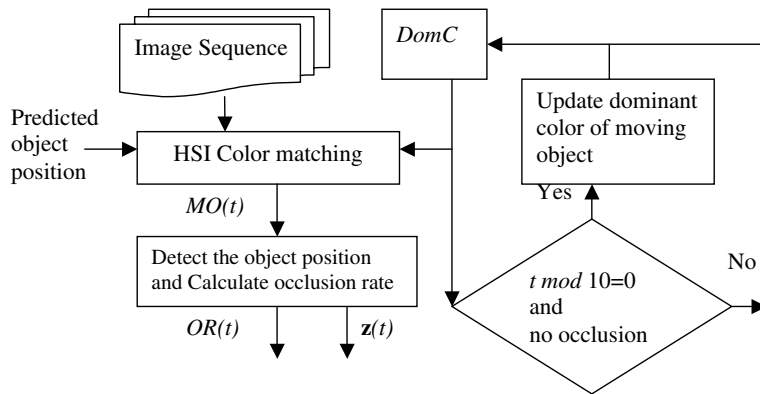 Image Sequence
DomC
Predicted
object
position
HSI Color matching
Update dominant
color of moving
object
Yes
MO(t)
Detect the object position
and Calculate occlusion rate
t mod 10=0
and
no occlusion
No
OR(t)
z(t)